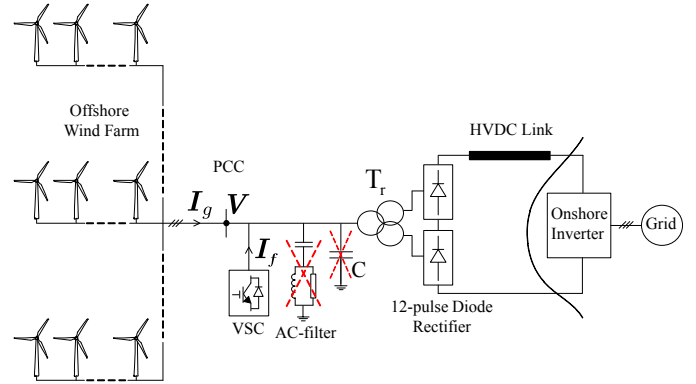 Offshore
Wind Farm
PCC
I_g
V
I_f
VSC
AC-filter
C
T_r
12-pulse Diode
Rectifier
HVDC Link
Onshore
Inverter
Grid